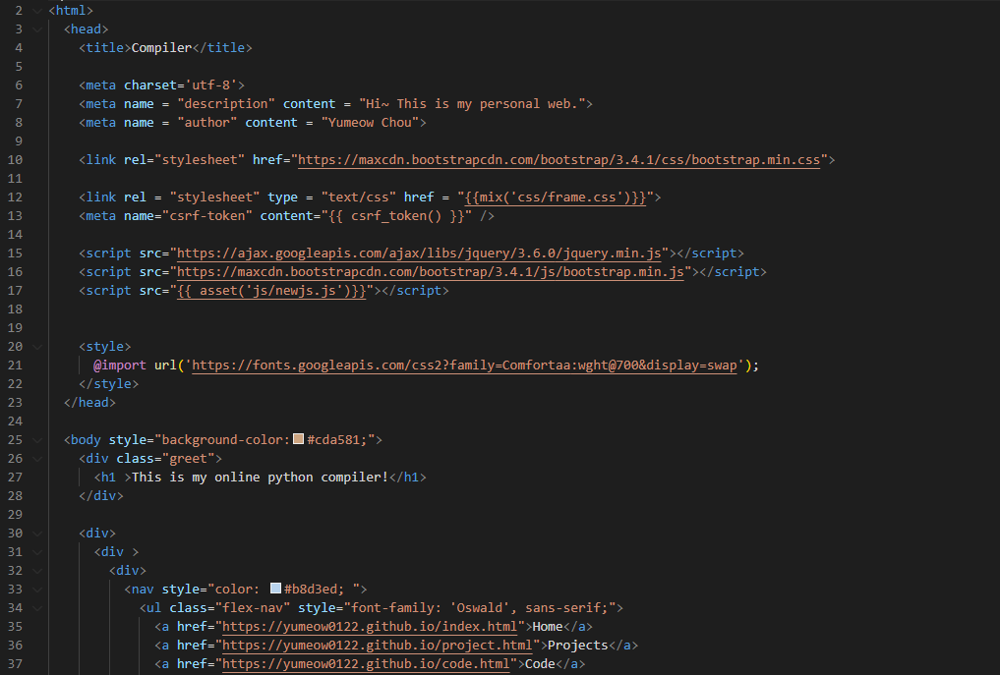 2 <html>
3 <head>
4 <title>Compiler</title>
5
6 <meta charset='utf-8'>
7 <meta name = "description" content = "Hi~ This is my personal web.">
8 <meta name = "author" content = "Yumeow Chou">
9
10 <link rel="stylesheet" href="https://maxcdn.bootstrapcdn.com/bootstrap/3.4.1/css/bootstrap.min.css">
11
12 <link rel = "stylesheet" type = "text/css" href = "{{mix('css/frame.css')}}">
13 <meta name="csrf-token" content="{{ csrf_token() }}" />
14
15 <script src="https://ajax.googleapis.com/ajax/libs/jquery/3.6.0/jquery.min.js"></script>
16 <script src="https://maxcdn.bootstrapcdn.com/bootstrap/3.4.1/js/bootstrap.min.js"></script>
17 <script src="{{ asset('js/newjs.js')}}"></script>
18
19
20 <style>
21 @import url('https://fonts.googleapis.com/css2?family=Comfortaa:wght@700&display=swap');
22 </style>
23 </head>
24
25 <body style="background-color:#cda581;">
26 <div class="greet">
27 <h1 >This is my online python compiler!</h1>
28 </div>
29
30 <div>
31 <div >
32 <div>
33 <nav style="color: #b8d3ed; ">
34 <ul class="flex-nav" style="font-family: 'Oswald', sans-serif;">
35 <a href="https://yumeow0122.github.io/index.html">Home</a>
36 <a href="https://yumeow0122.github.io/project.html">Projects</a>
37 <a href="https://yumeow0122.github.io/code.html">Code</a>